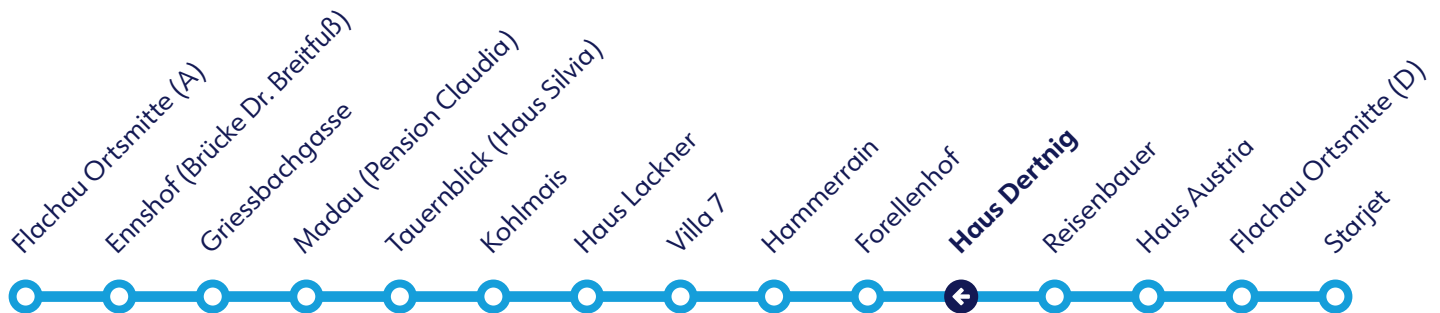 Flachau Ortsmitte (A)
Ennshof (Brücke Dr. Breitfuß)
Griessbachgasse
Madau (Pension Claudia)
Tauernblick (Haus Silvia)
Kohlmais
Haus Lackner
Villa 7
Hammerrain
Forellenhof
Haus Dertnig
Reisenbauer
Haus Austria
Flachau Ortsmitte (D)
Starjet